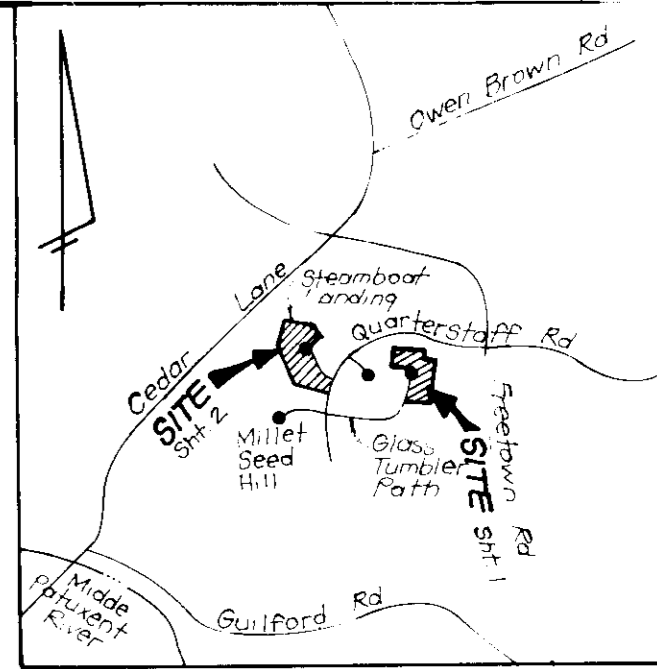 Owen Brown Rd
Cedar Lane
Steamboat
Landing
Quarterstaff Rd
SITE
Sht. 2
Millet
Seed
Hill
Glass
Tumbler
Path
SITE
Sht. 1
Freetown Rd
Midde
Patuxent
River
Guilford Rd